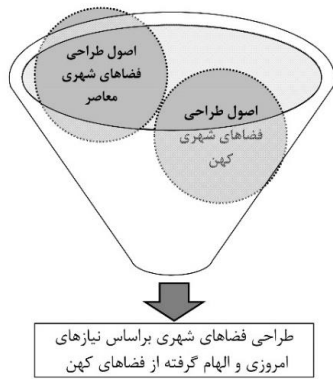 اصول طراحی
فضاهای شهری
معاصر
اصول طراحی
فضاهای شهری
کهن
طراحی فضاهای شهری براساس نیازهای
امروزی و الهام گرفته از فضاهای کهن